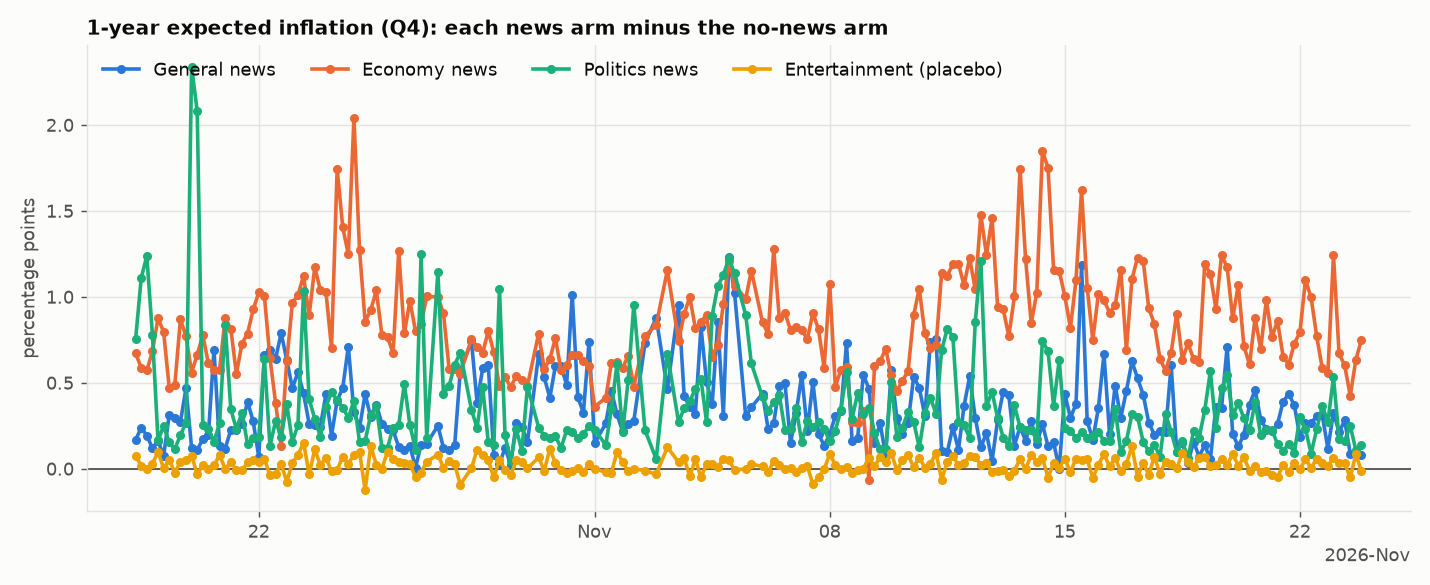 1-year expected inflation (Q4): each news arm minus the no-news arm
General news
Economy news
Politics news
Entertainment (placebo)
percentage points
2.0
1.5
1.0
0.5
0.0
22
Nov
08
15
22
2026-Nov